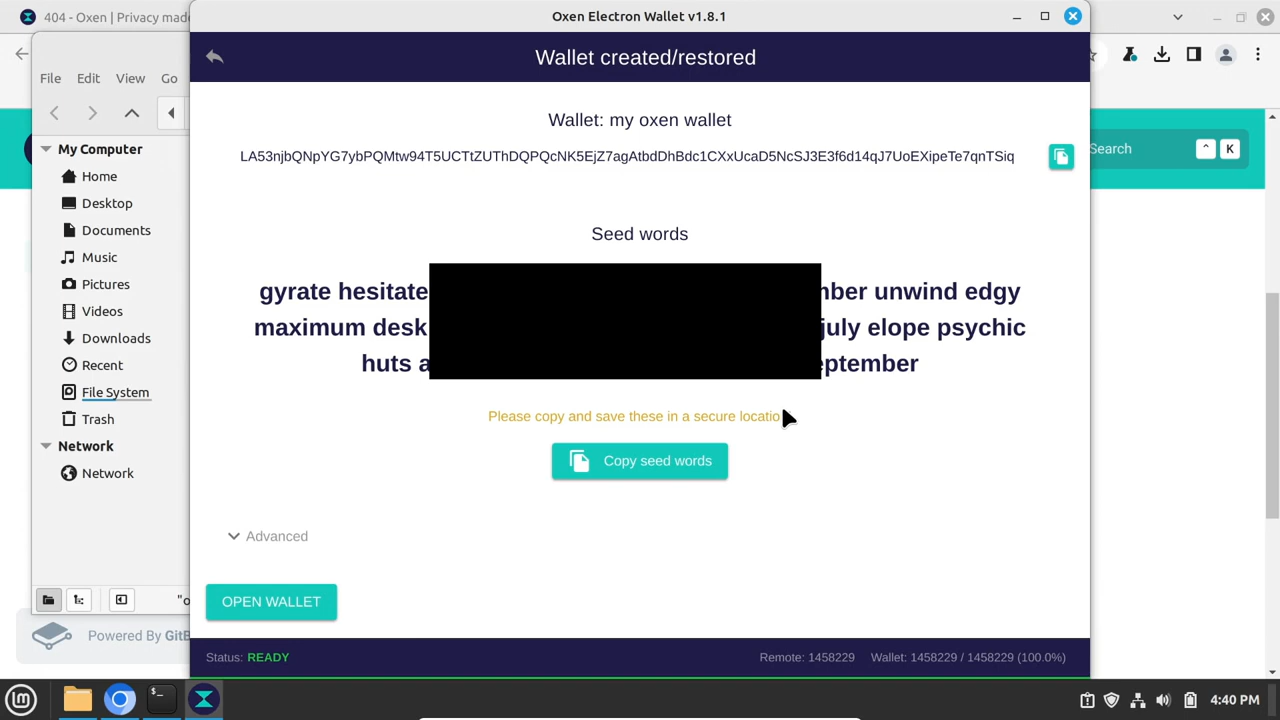 404 - Oxen | Privacy made
Oxen Electron Wallet v1.8.1
Wallet created/restored
File Edit View Go
Wallet: my oxen wallet
LA53njbQNpYG7ybPQMtw94T5UCTtZUThDQPQcNK5EjZ7agAtbdDhBdc1CXxUcaD5NcSJ3E3f6d14qJ7UoEXipeTe7qnTSiq
Search
^ K
My Computer
Home
Desktop
Documents
Music
Pictures
Videos
Downloads
Recent
File System
Trash
Network
Network
Seed words
gyrate hesitate mber unwind edgy
maximum desk july elope psychic
huts a eptember
Please copy and save these in a secure locatio
Copy seed words
Advanced
OPEN WALLET
"o
Powered By GitB
Status: READY
Remote: 1458229 Wallet: 1458229 / 1458229 (100.0%)
4:40 PM